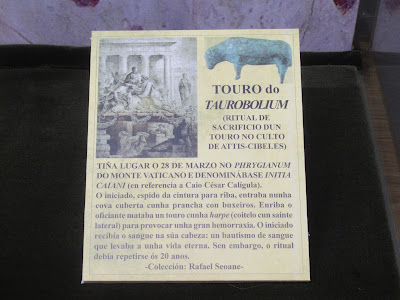 TOURO do
TAUROBOLIUM
(RITUAL DE
SACRIFICIO DUN
TOURO NO CULTO
DE ATTIS-CIBELES)
TIÑA LUGAR O 28 DE MARZO NO PHRYGIANUM
DO MONTE VATICANO E DENOMINÁBASE INITIA
CAIANI (en referencia a Caio César Calígula).
O iniciado, espido da cintura para riba, entraba nunha
cova cuberta cunha prancha con buxeiros. Enriba o
oficiante mataba un touro cunha harpe (coitelo cun sainte
lateral) para provocar unha gran hemorraxia. O iniciado
recibía o sangue na súa cabeza: un bautismo de sangue
que levaba a unha vida eterna. Sen embargo, o ritual
debía repetirse ós 20 anos.
-Colección: Rafael Seoane-